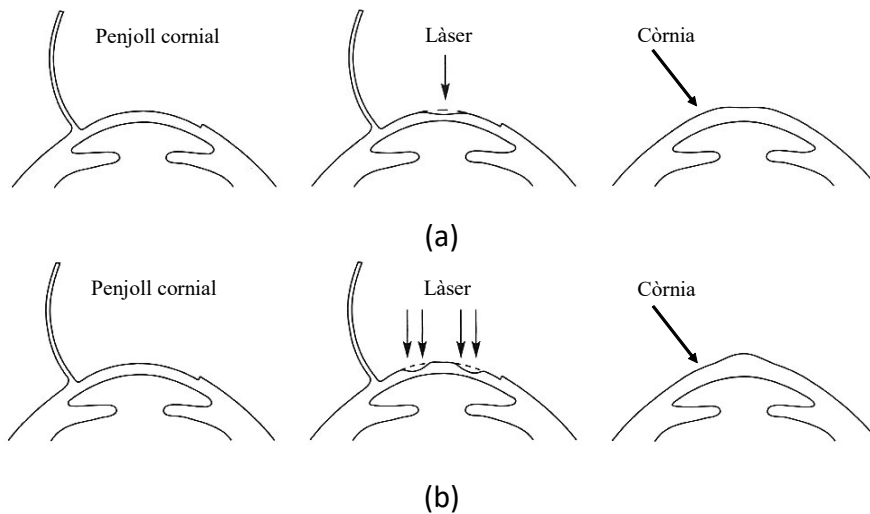 Penjoll cornial
Làser
Còrnia
(a)
Penjoll cornial
Làser
Còrnia
(b)